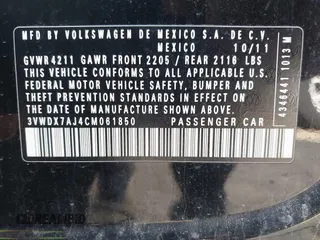 MFD BY VOLKSWAGEN DE MEXICO S.A. DE C.V.
MEXICO 10/11
GVWR 4211 GAWR FRONT 2205 / REAR 2116 LBS
THIS VEHICLE CONFORMS TO ALL APPLICABLE U.S.
FEDERAL MOTOR VEHICLE SAFETY, BUMPER, AND
THEFT PREVENTION STANDARDS IN EFFECT ON THE DATE
OF MANUFACTURE SHOWN ABOVE.
3VWDX7AJ4CM061850 PASSENGER CAR
4346441 1013 M